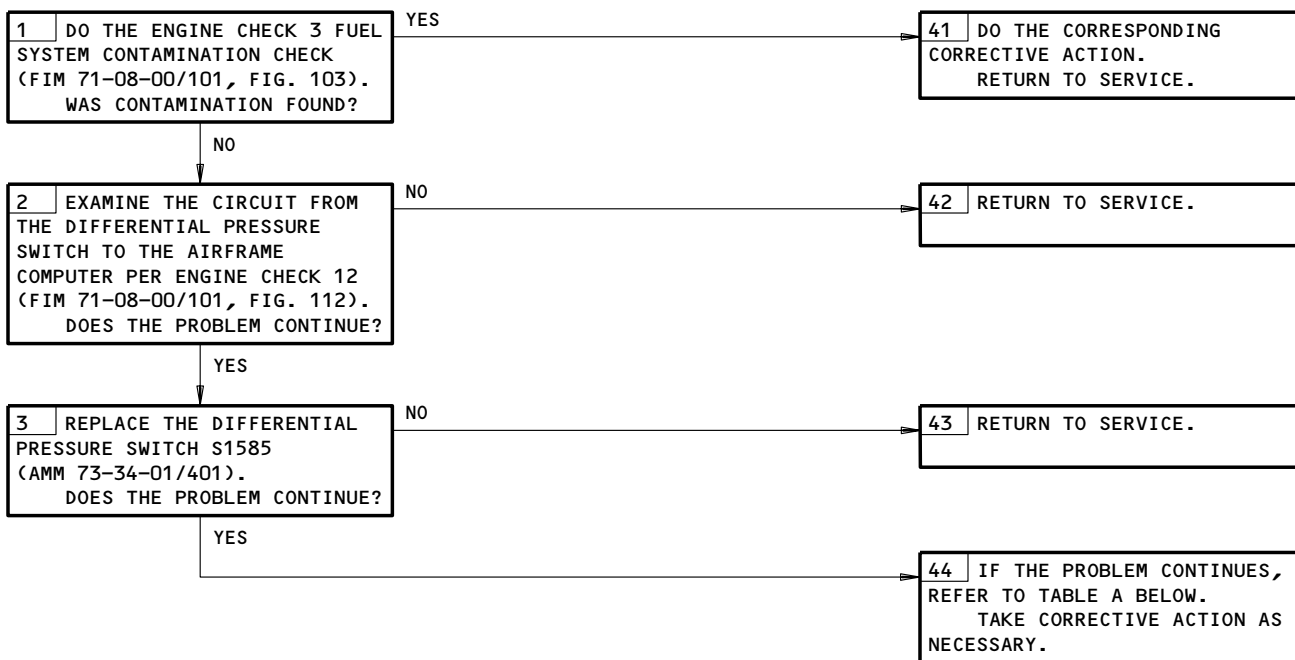 1 DO THE ENGINE CHECK 3 FUEL
SYSTEM CONTAMINATION CHECK
(FIM 71-08-00/101, FIG. 103).
WAS CONTAMINATION FOUND?
YES
41 DO THE CORRESPONDING
CORRECTIVE ACTION.
RETURN TO SERVICE.
NO
2 EXAMINE THE CIRCUIT FROM
THE DIFFERENTIAL PRESSURE
SWITCH TO THE AIRFRAME
COMPUTER PER ENGINE CHECK 12
(FIM 71-08-00/101, FIG. 112).
DOES THE PROBLEM CONTINUE?
NO
42 RETURN TO SERVICE.
YES
3 REPLACE THE DIFFERENTIAL
PRESSURE SWITCH S1585
(AMM 73-34-01/401).
DOES THE PROBLEM CONTINUE?
NO
43 RETURN TO SERVICE.
YES
44 IF THE PROBLEM CONTINUES,
REFER TO TABLE A BELOW.
TAKE CORRECTIVE ACTION AS
NECESSARY.